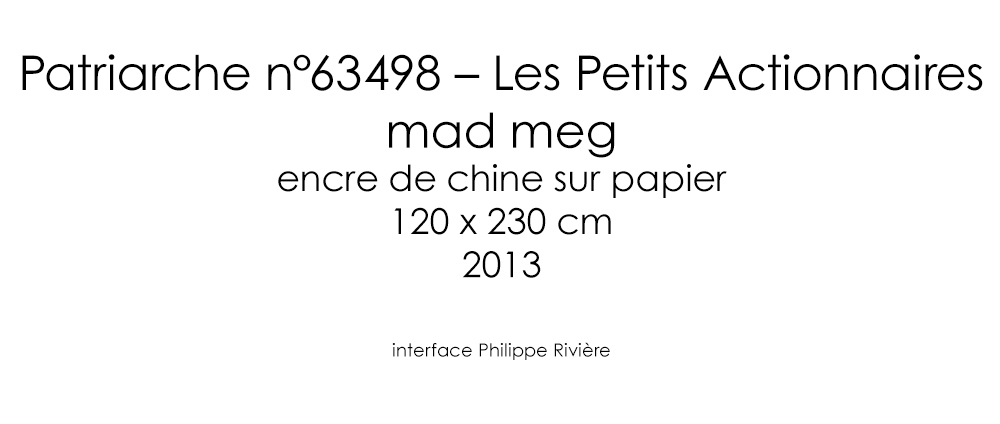 Patriarche n°63498 – Les Petits Actionnaires
mad meg
encre de chine sur papier
120 x 230 cm
2013
interface Philippe Rivière